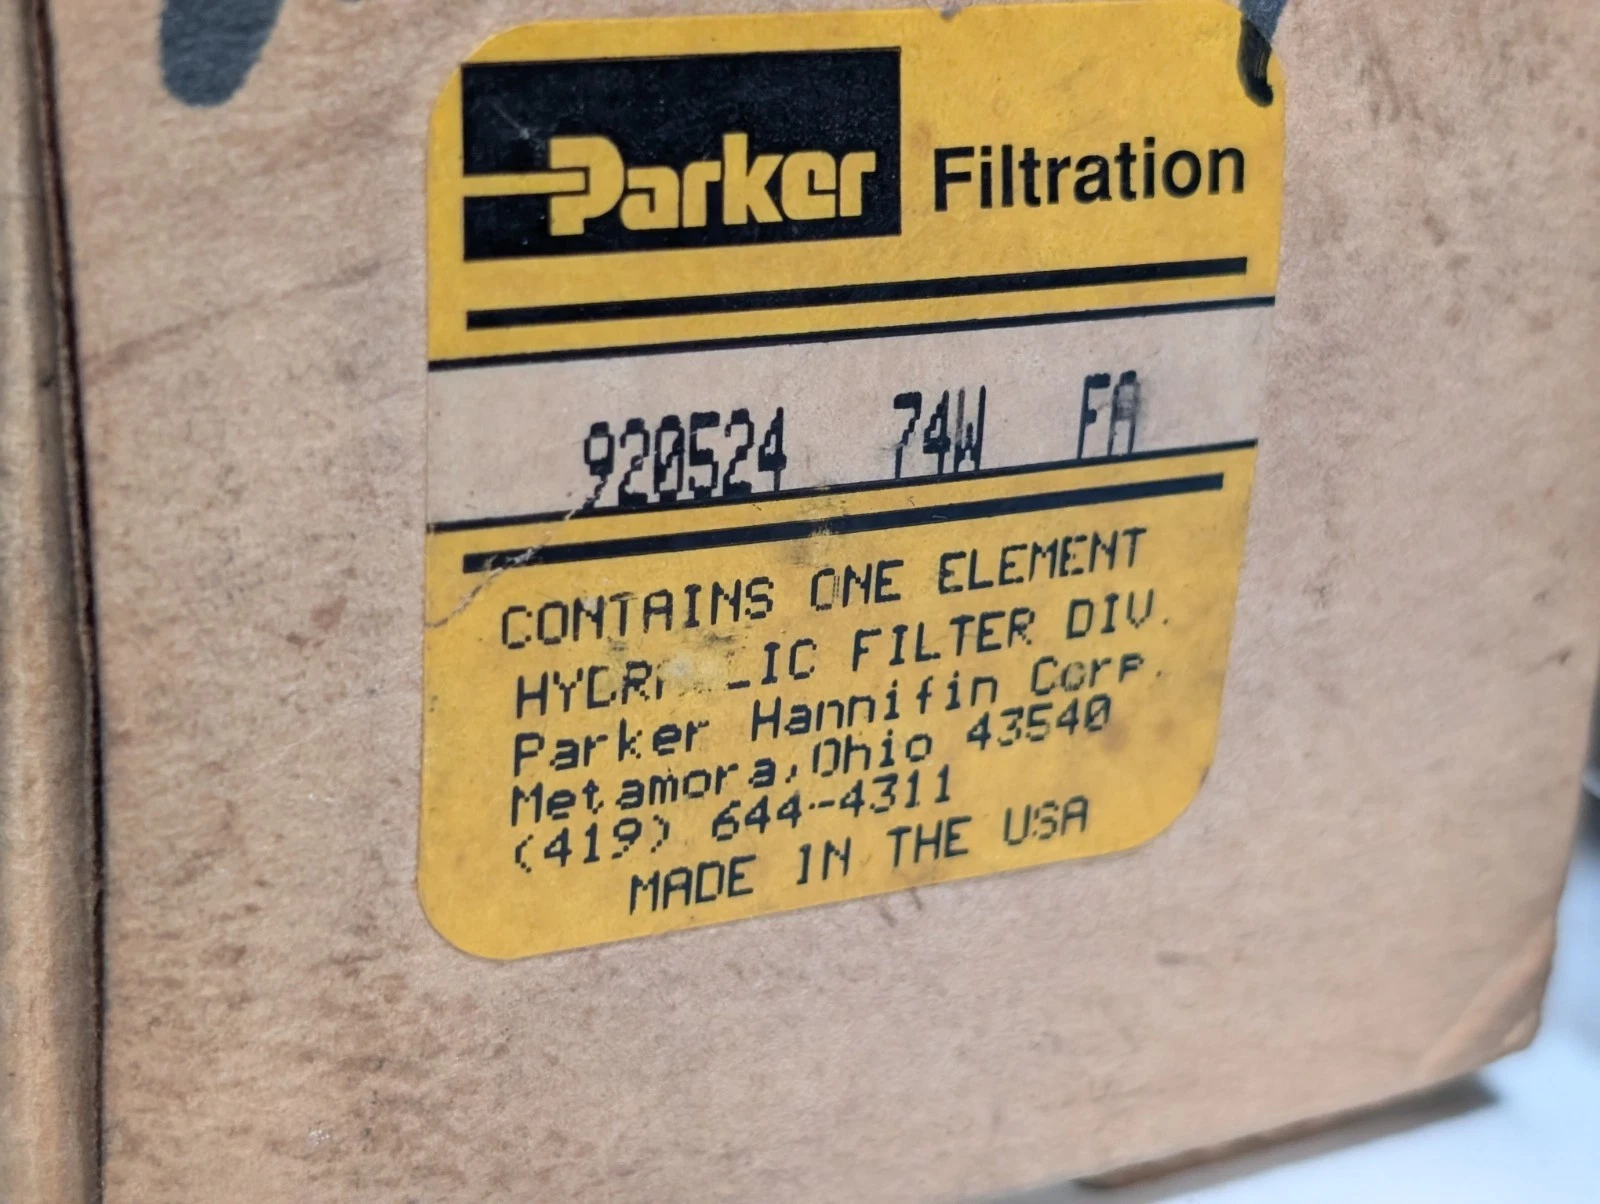 Parker Filtration
920524 74W FA
CONTAINS ONE ELEMENT
FILTER DIV.
Parker Hannifin Corp.
Metamora, Ohio 43540
(419) 644-4311
MADE IN THE USA